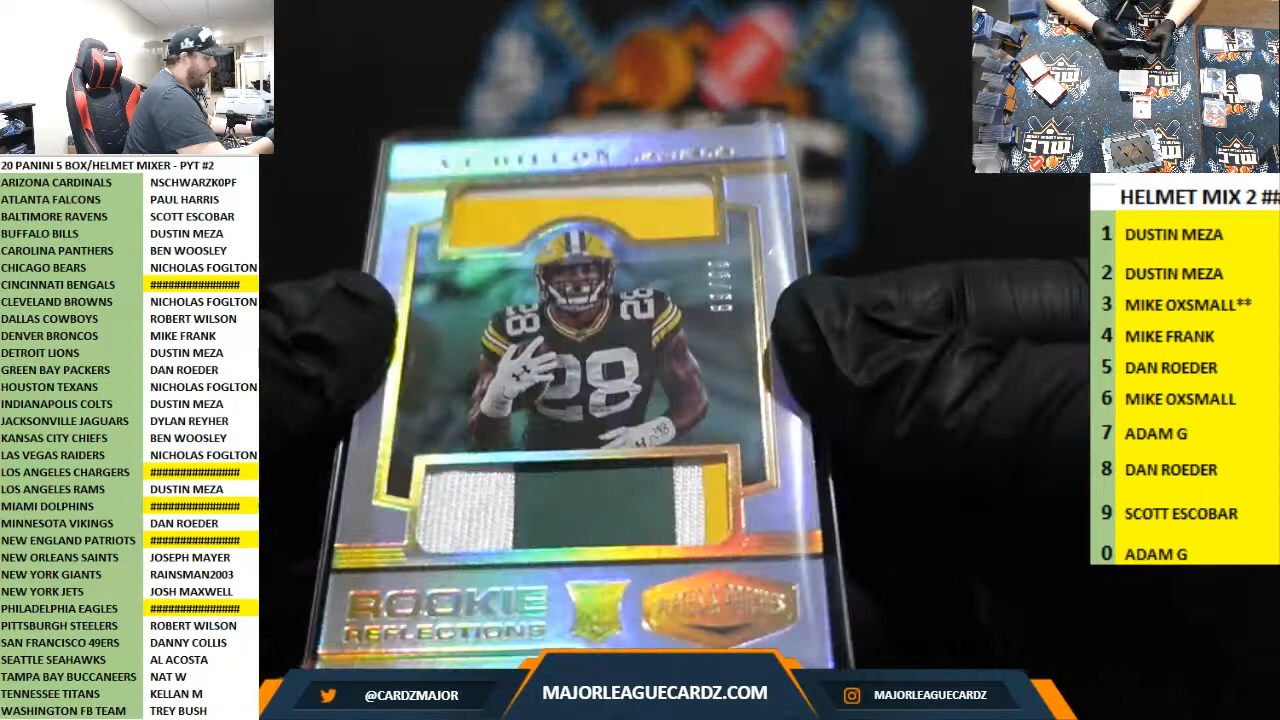 20 PANINI 5 BOX/HELMET MIXER - PYT #2
ARIZONA CARDINALS NSCHWARZK0PF
ATLANTA FALCONS PAUL HARRIS
BALTIMORE RAVENS SCOTT ESCOBAR
BUFFALO BILLS DUSTIN MEZA
CAROLINA PANTHERS BEN WOOSLEY
CHICAGO BEARS NICHOLAS FOGLTON
CINCINNATI BENGALS ###############
CLEVELAND BROWNS NICHOLAS FOGLTON
DALLAS COWBOYS ROBERT WILSON
DENVER BRONCOS MIKE FRANK
DETROIT LIONS DUSTIN MEZA
GREEN BAY PACKERS DAN ROEDER
HOUSTON TEXANS NICHOLAS FOGLTON
INDIANAPOLIS COLTS DUSTIN MEZA
JACKSONVILLE JAGUARS DYLAN REYHER
KANSAS CITY CHIEFS BEN WOOSLEY
LAS VEGAS RAIDERS NICHOLAS FOGLTON
LOS ANGELES CHARGERS ###############
LOS ANGELES RAMS DUSTIN MEZA
MIAMI DOLPHINS ###############
MINNESOTA VIKINGS DAN ROEDER
NEW ENGLAND PATRIOTS ###############
NEW ORLEANS SAINTS JOSEPH MAYER
NEW YORK GIANTS RAINSMAN2003
NEW YORK JETS JOSH MAXWELL
PHILADELPHIA EAGLES ###############
PITTSBURGH STEELERS ROBERT WILSON
SAN FRANCISCO 49ERS DANNY COLLIS
SEATTLE SEAHAWKS AL ACOSTA
TAMPA BAY BUCCANEERS NAT W
TENNESSEE TITANS KELLAN M
WASHINGTON FB TEAM TREY BUSH
DILLON
28
28
28
ROOKIE
REFLECTIONS
HELMET MIX 2 ##
1 DUSTIN MEZA
2 DUSTIN MEZA
3 MIKE OXSMALL**
4 MIKE FRANK
5 DAN ROEDER
6 MIKE OXSMALL
7 ADAM G
8 DAN ROEDER
9 SCOTT ESCOBAR
0 ADAM G
MLC
@CARDZMAJOR
MAJORLEAGUECARDZ.COM
MAJORLEAGUECARDZ